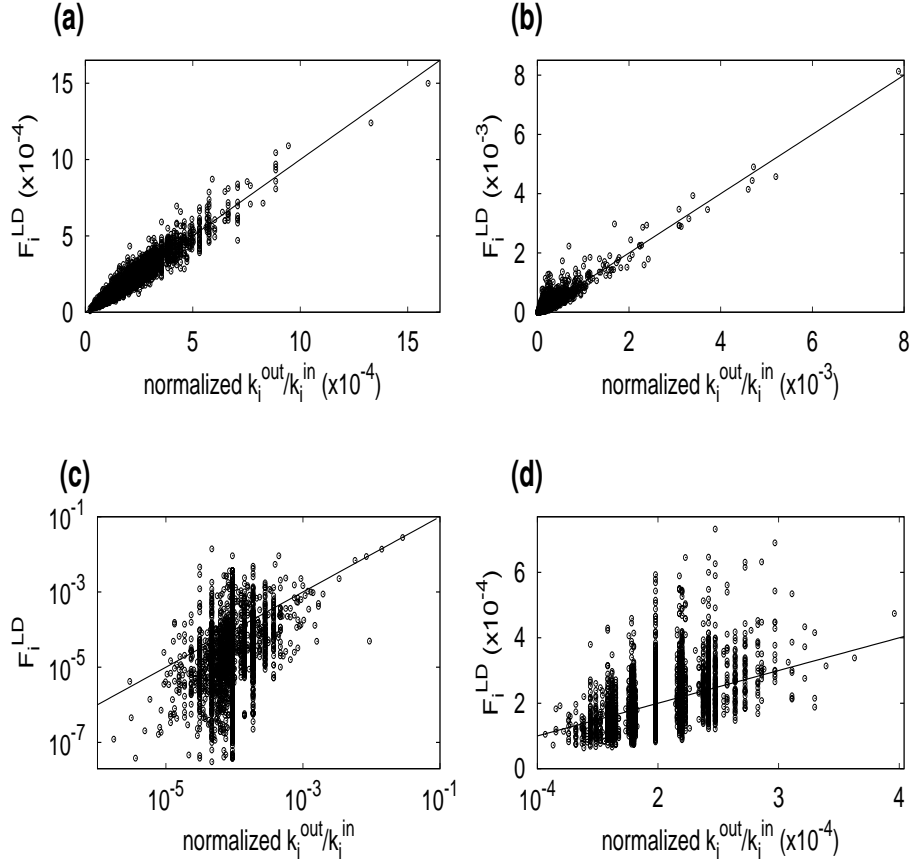 (a)
15
10
5
0
F_i^LD (x10^-4)
0 5 10 15
normalized k_i^out/k_i^in (x10^-4)
(b)
8
6
4
2
0
F_i^LD (x10^-3)
0 2 4 6 8
normalized k_i^out/k_i^in (x10^-3)
(c)
10^-1
10^-3
10^-5
10^-7
F_i^LD
10^-5 10^-3 10^-1
normalized k_i^out/k_i^in
(d)
6
4
2
0
F_i^LD (x10^-4)
10^-4 2 3 4
normalized k_i^out/k_i^in (x10^-4)